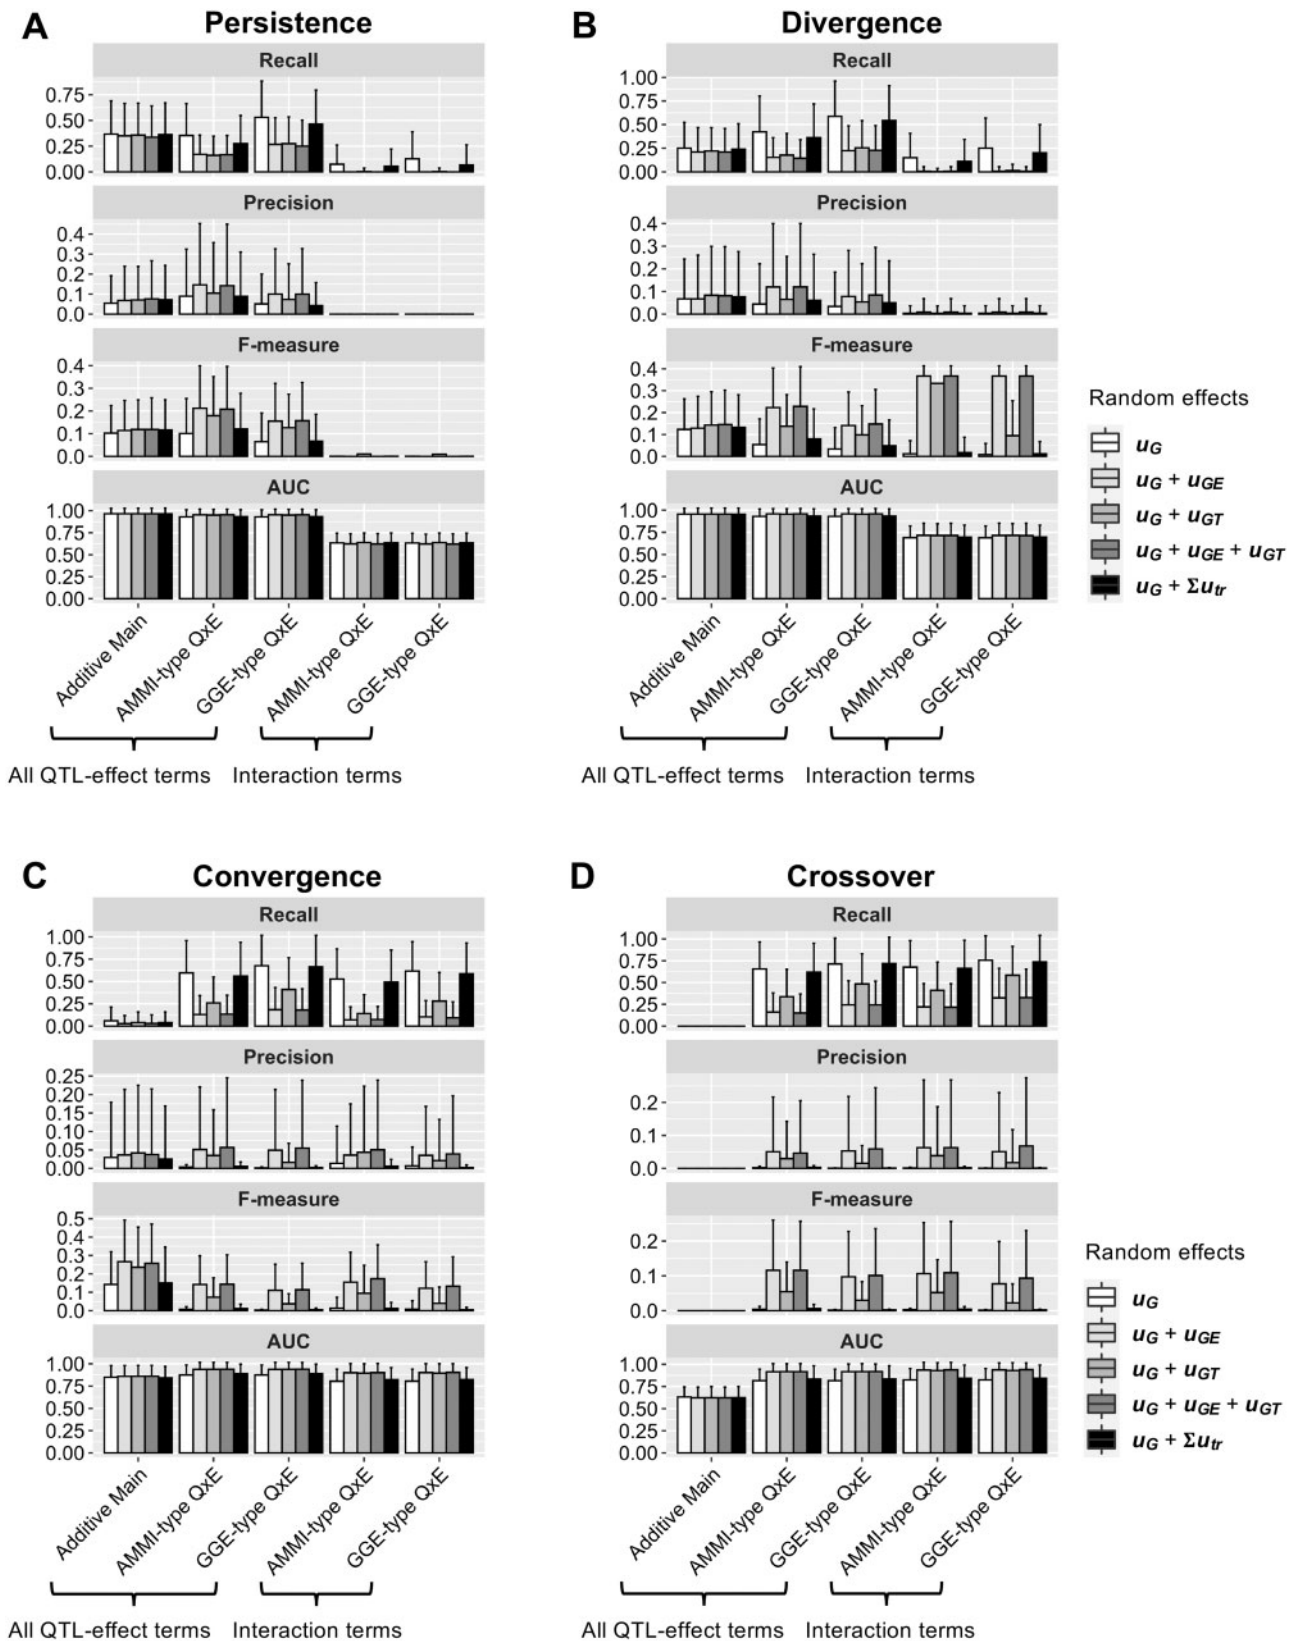 A
Persistence
Recall
0.75
0.50
0.25
0.00
Precision
0.4
0.3
0.2
0.1
0.0
F-measure
0.4
0.3
0.2
0.1
0.0
AUC
1.00
0.75
0.50
0.25
0.00
Additive Main
AMMI-type QxE
GGE-type QxE
AMMI-type QxE
GGE-type QxE
All QTL-effect terms
Interaction terms
B
Divergence
Recall
1.00
0.75
0.50
0.25
0.00
Precision
0.4
0.3
0.2
0.1
0.0
F-measure
0.4
0.3
0.2
0.1
0.0
AUC
1.00
0.75
0.50
0.25
0.00
Additive Main
AMMI-type QxE
GGE-type QxE
AMMI-type QxE
GGE-type QxE
All QTL-effect terms
Interaction terms
Random effects
uG
uG + uGE
uG + uGT
uG + uGE + uGT
uG + Σutr
C
Convergence
Recall
1.00
0.75
0.50
0.25
0.00
Precision
0.25
0.20
0.15
0.10
0.05
0.00
F-measure
0.5
0.4
0.3
0.2
0.1
0.0
AUC
1.00
0.75
0.50
0.25
0.00
Additive Main
AMMI-type QxE
GGE-type QxE
AMMI-type QxE
GGE-type QxE
All QTL-effect terms
Interaction terms
D
Crossover
Recall
1.00
0.75
0.50
0.25
0.00
Precision
0.2
0.1
0.0
F-measure
0.2
0.1
0.0
AUC
1.00
0.75
0.50
0.25
0.00
Additive Main
AMMI-type QxE
GGE-type QxE
AMMI-type QxE
GGE-type QxE
All QTL-effect terms
Interaction terms
Random effects
uG
uG + uGE
uG + uGT
uG + uGE + uGT
uG + Σutr